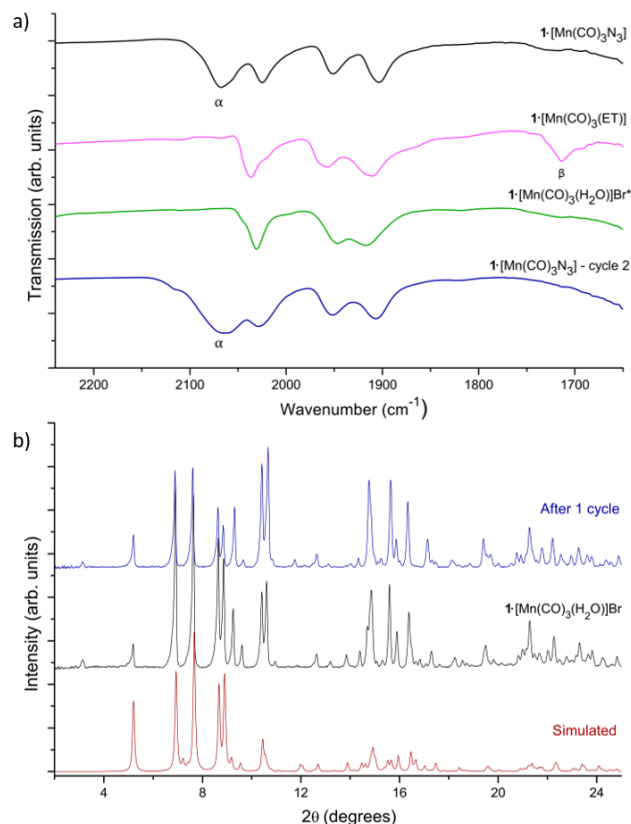 a)
1·[Mn(CO)₃N₃]
α
1·[Mn(CO)₃(ET)]
β
1·[Mn(CO)₃(H₂O)]Br*
1·[Mn(CO)₃N₃] - cycle 2
α
Transmission (arb. units)
2200 2100 2000 1900 1800 1700
Wavenumber (cm⁻¹)
b)
After 1 cycle
1·[Mn(CO)₃(H₂O)]Br
Simulated
Intensity (arb. units)
4 8 12 16 20 24
2θ (degrees)